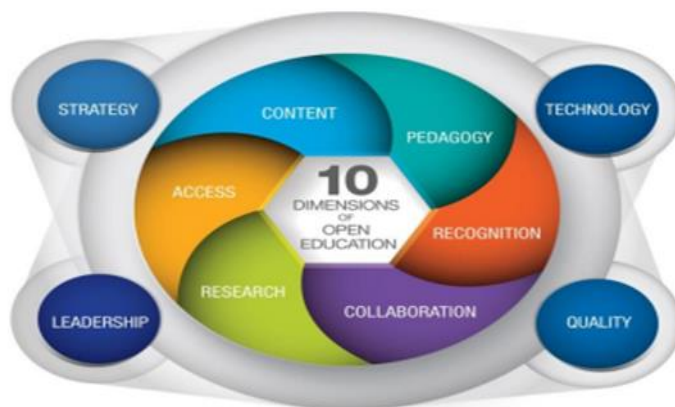 STRATEGY
TECHNOLOGY
CONTENT
PEDAGOGY
ACCESS
10
DIMENSIONS
OF
OPEN
EDUCATION
RECOGNITION
RESEARCH
COLLABORATION
LEADERSHIP
QUALITY